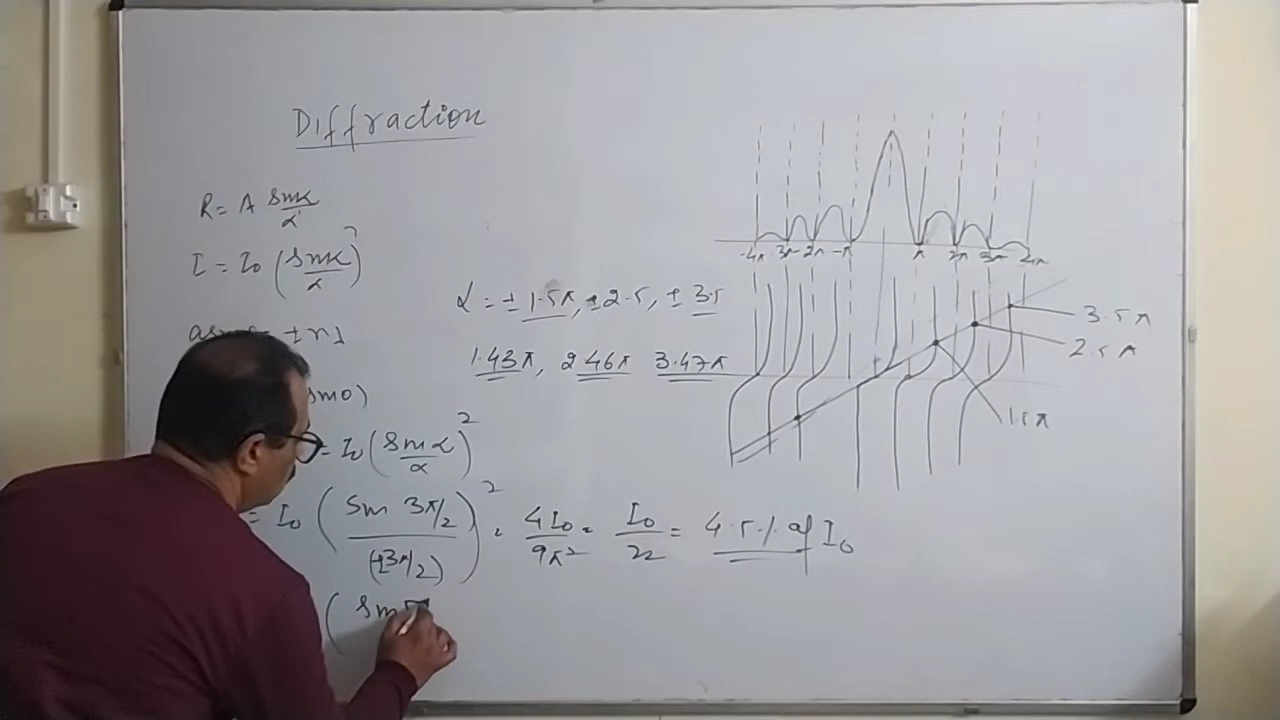 Diffraction
R = A sinα/α
I = I₀ (sinα/α)²
± nλ
α = ± 1.5π, ± 2.5, ± 3.5
1.43π, 2.46π 3.47π
sinθ)
= I₀ (sin α/α)²
= I₀ (sin 3π/2/(±3π/2))² = 4I₀/9π² = I₀/22 = 4.5% of I₀
( sin
-4π 3π 2π -π π 2π 3π 4π
3.5π
2.5π
1.5π